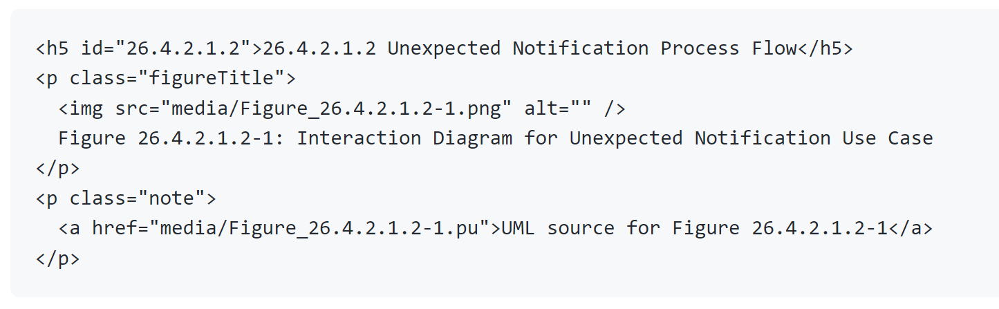 <h5 id="26.4.2.1.2">26.4.2.1.2 Unexpected Notification Process Flow</h5>
<p class="figureTitle">
  <img src="media/Figure_26.4.2.1.2-1.png" alt="" />
  Figure 26.4.2.1.2-1: Interaction Diagram for Unexpected Notification Use Case
</p>
<p class="note">
  <a href="media/Figure_26.4.2.1.2-1.pu">UML source for Figure 26.4.2.1.2-1</a>
</p>